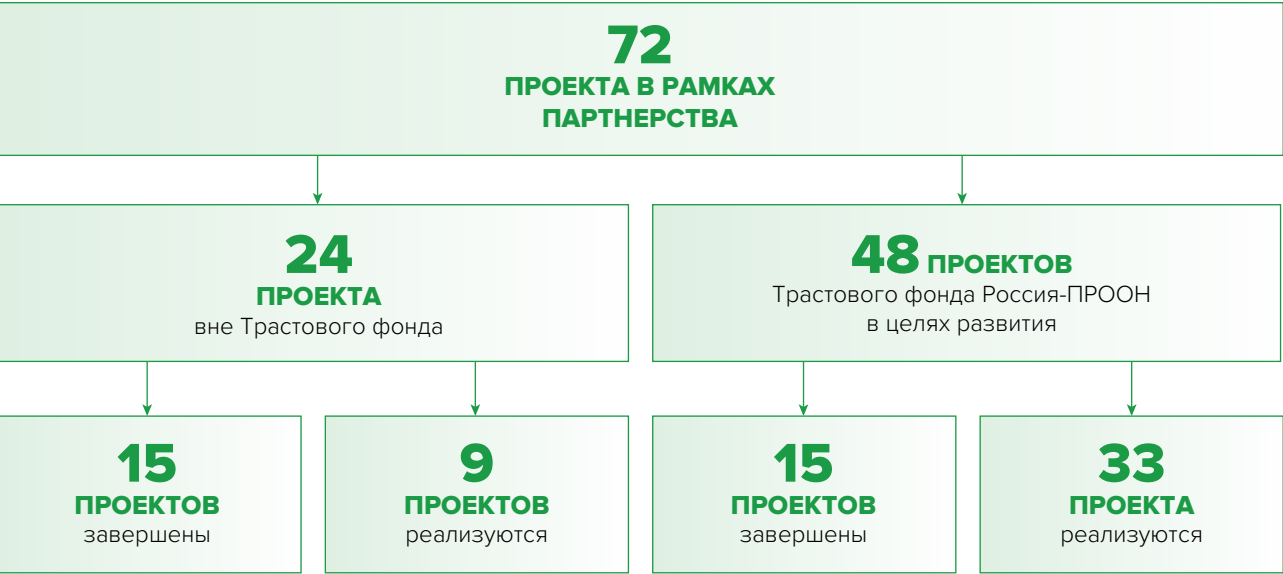 72
ПРОЕКТА В РАМКАХ
ПАРТНЕРСТВА
24
ПРОЕКТА
вне Трастового фонда
48 ПРОЕКТОВ
Трастового фонда Россия-ПРООН
в целях развития
15
ПРОЕКТОВ
завершены
9
ПРОЕКТОВ
реализуются
15
ПРОЕКТОВ
завершены
33
ПРОЕКТА
реализуются